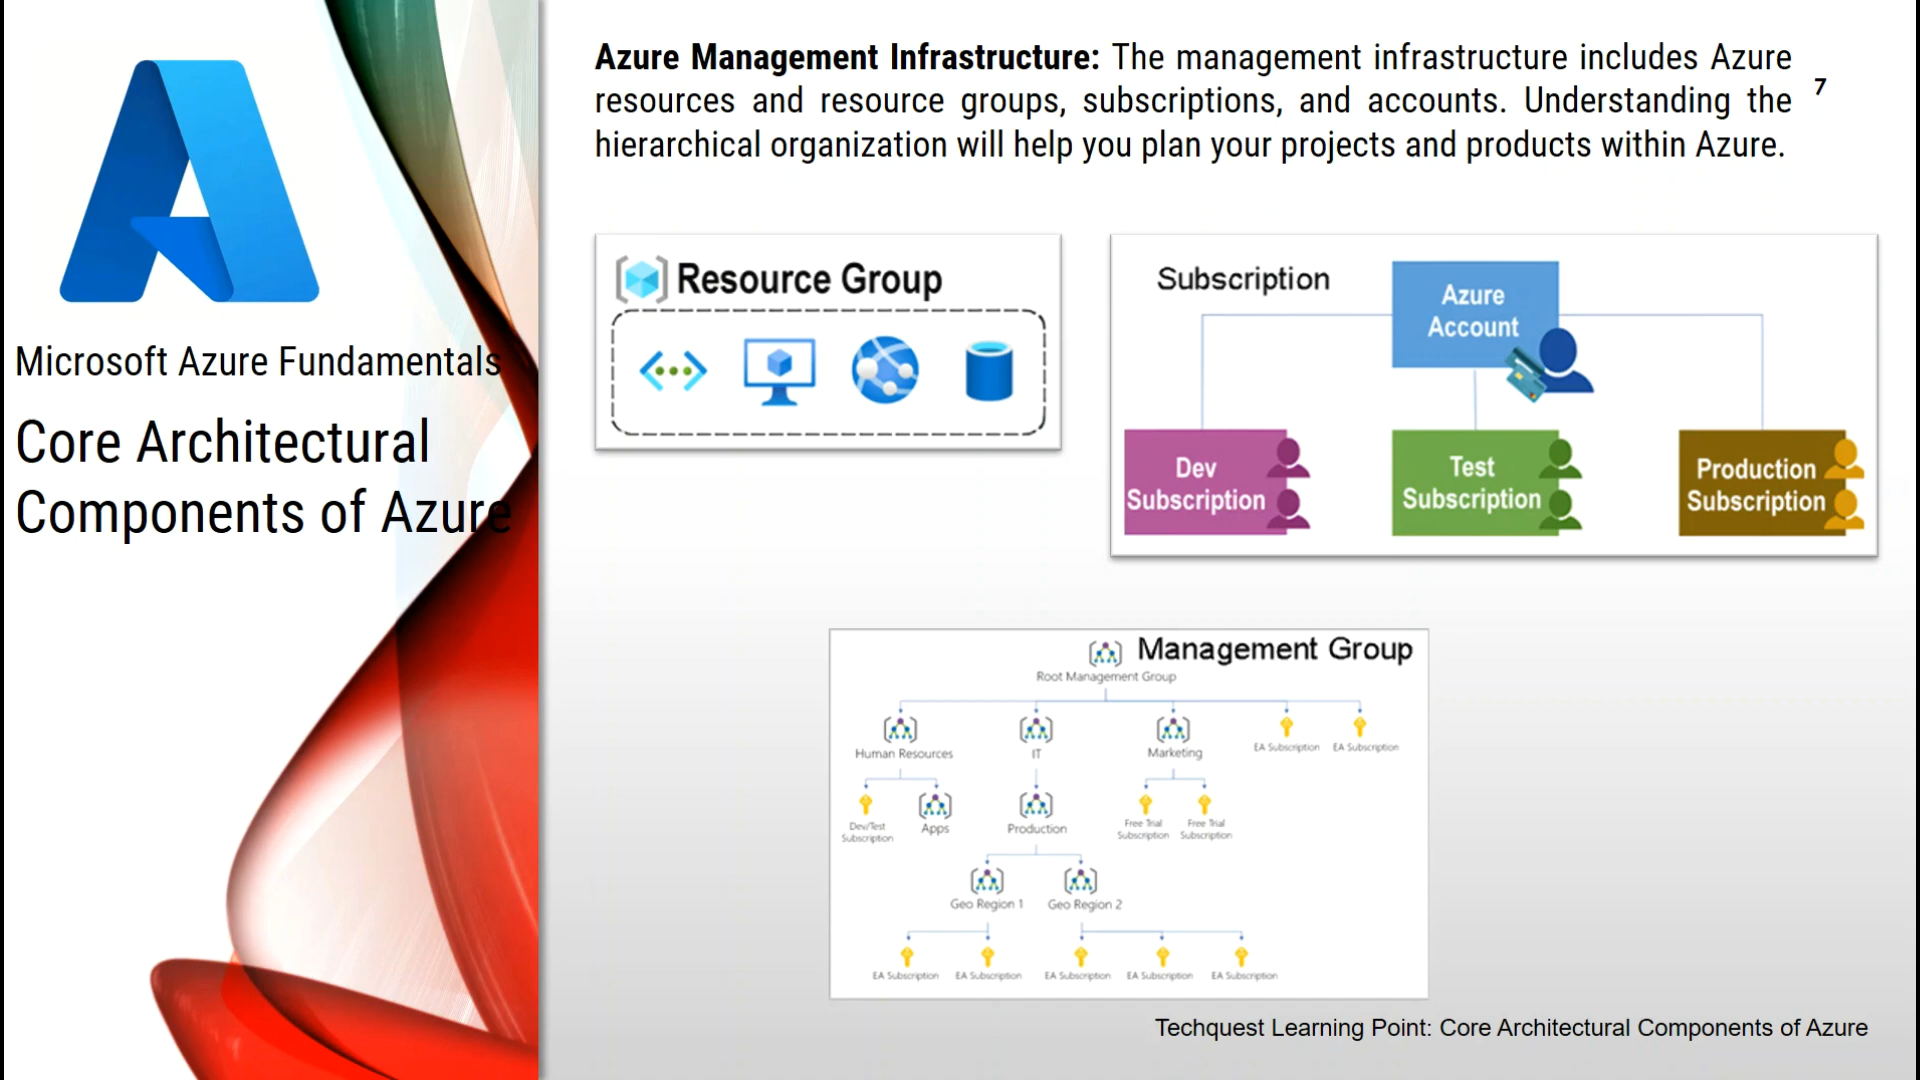 Microsoft Azure Fundamentals
Core Architectural
Components of Azure
Azure Management Infrastructure: The management infrastructure includes Azure
resources and resource groups, subscriptions, and accounts. Understanding the
hierarchical organization will help you plan your projects and products within Azure.
7
Resource Group
Subscription
Azure
Account
Dev
Subscription
Test
Subscription
Production
Subscription
Management Group
Root Management Group
Human Resources
IT
Marketing
EA Subscription
EA Subscription
Dev/Test
Subscription
Apps
Production
Free Trial
Subscription
Free Trial
Subscription
Geo Region 1
Geo Region 2
EA Subscription
EA Subscription
EA Subscription
EA Subscription
EA Subscription
Techquest Learning Point: Core Architectural Components of Azure